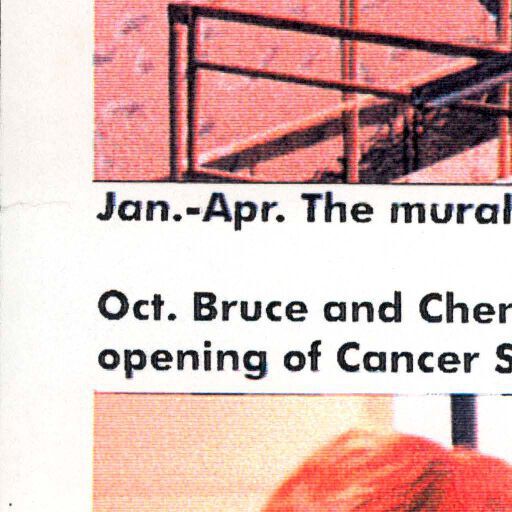 Jan.-Apr. The mural
Oct. Bruce and Cher
opening of Cancer S